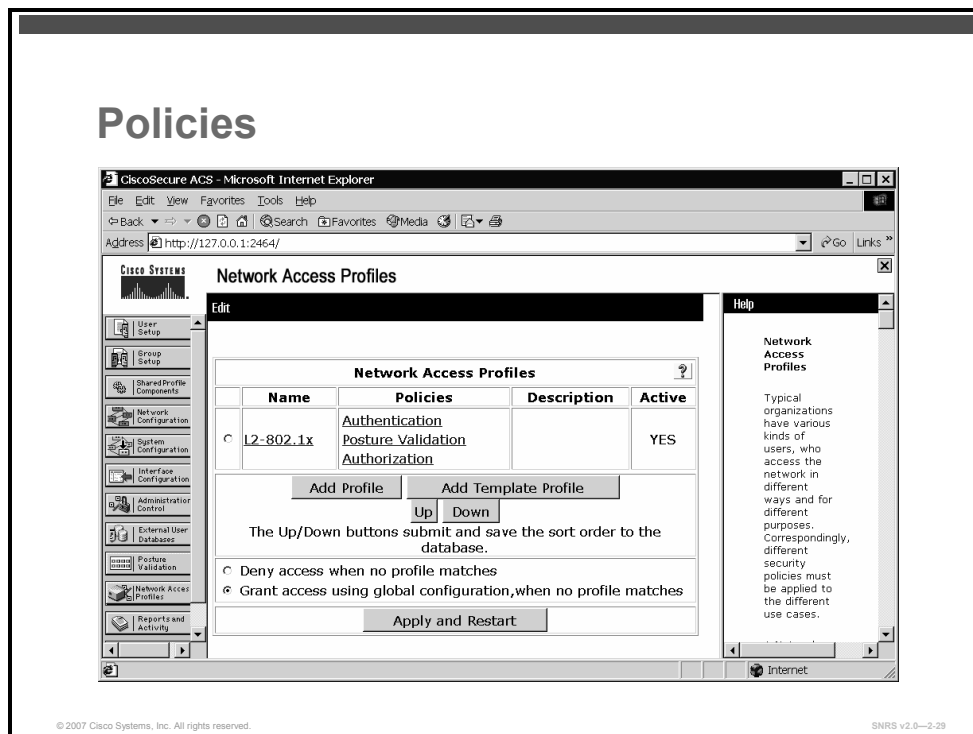 Policies
CiscoSecure ACS - Microsoft Internet Explorer
File Edit View Favorites Tools Help
Back Search Favorites Media
Address http://127.0.0.1:2464/ Go Links »
CISCO SYSTEMS
Network Access Profiles
Edit
User
Setup
Group
Setup
Shared Profile
Components
Network
Configuration
System
Configuration
Interface
Configuration
Administration
Control
External User
Databases
Posture
Validation
Network Acces
Profiles
Reports and
Activity
Network Access Profiles ?
Name Policies Description Active
L2-802.1x
Authentication
Posture Validation
Authorization
YES
Add Profile Add Template Profile
Up Down
The Up/Down buttons submit and save the sort order to the
database.
Deny access when no profile matches
Grant access using global configuration,when no profile matches
Apply and Restart
Help
Network
Access
Profiles
Typical
organizations
have various
kinds of
users, who
access the
network in
different
ways and for
different
purposes.
Correspondingly,
different
security
policies must
be applied to
the different
use cases.
Internet
© 2007 Cisco Systems, Inc. All rights reserved.
SNRS v2.0—2-29